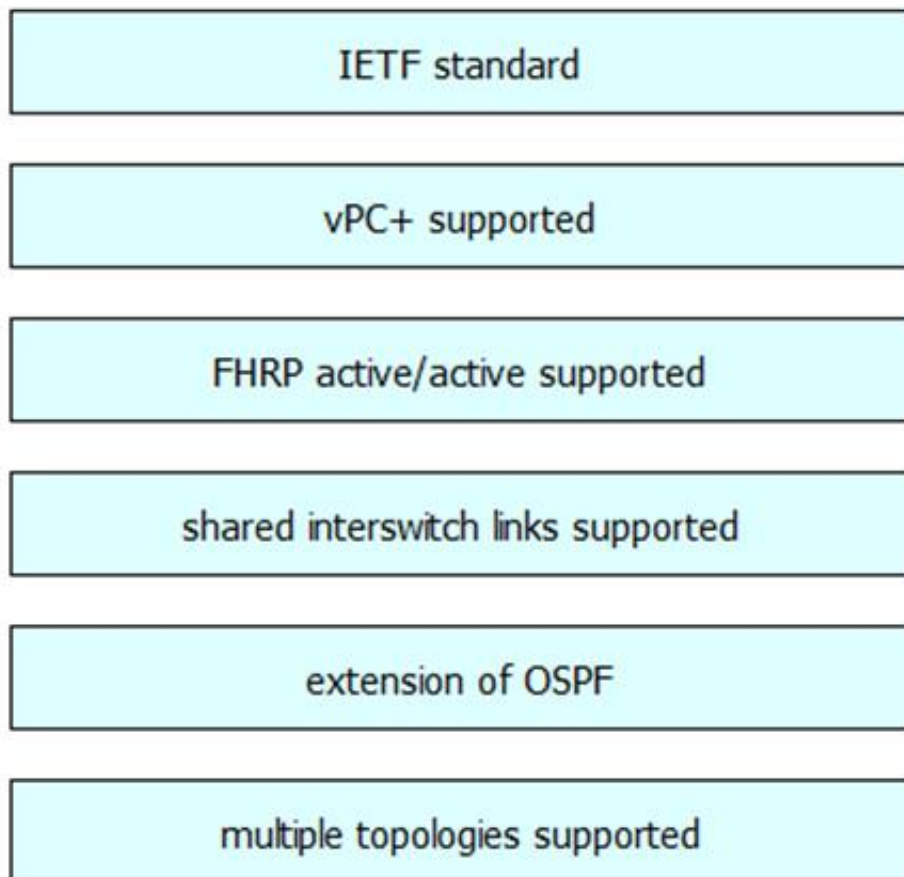 IETF standard
vPC+ supported
FHRP active/active supported
shared interswitch links supported
extension of OSPF
multiple topologies supported